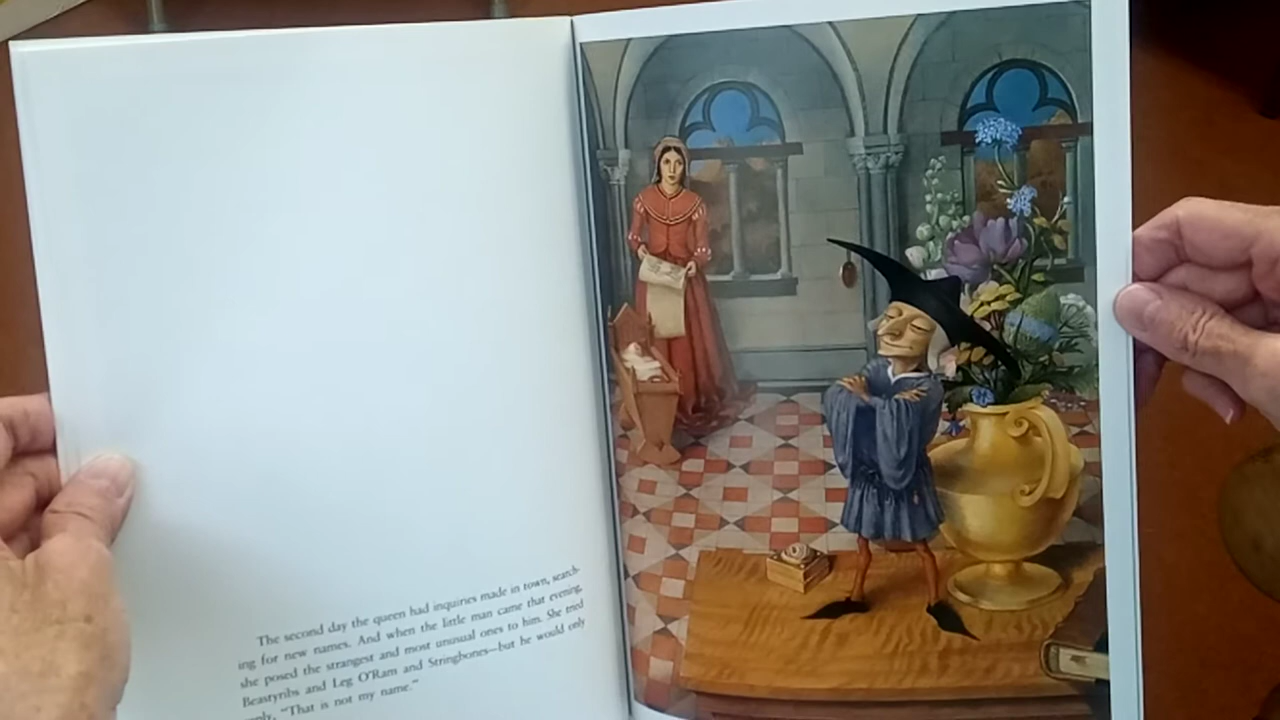 The second day the queen had inquiries made in town, search-
ing for new names. And when the little man came that evening,
she posed the strangest and most unusual ones to him. She tried
Beastyribs and Leg O'Ram and Stringbones—but he would only
reply, "That is not my name."